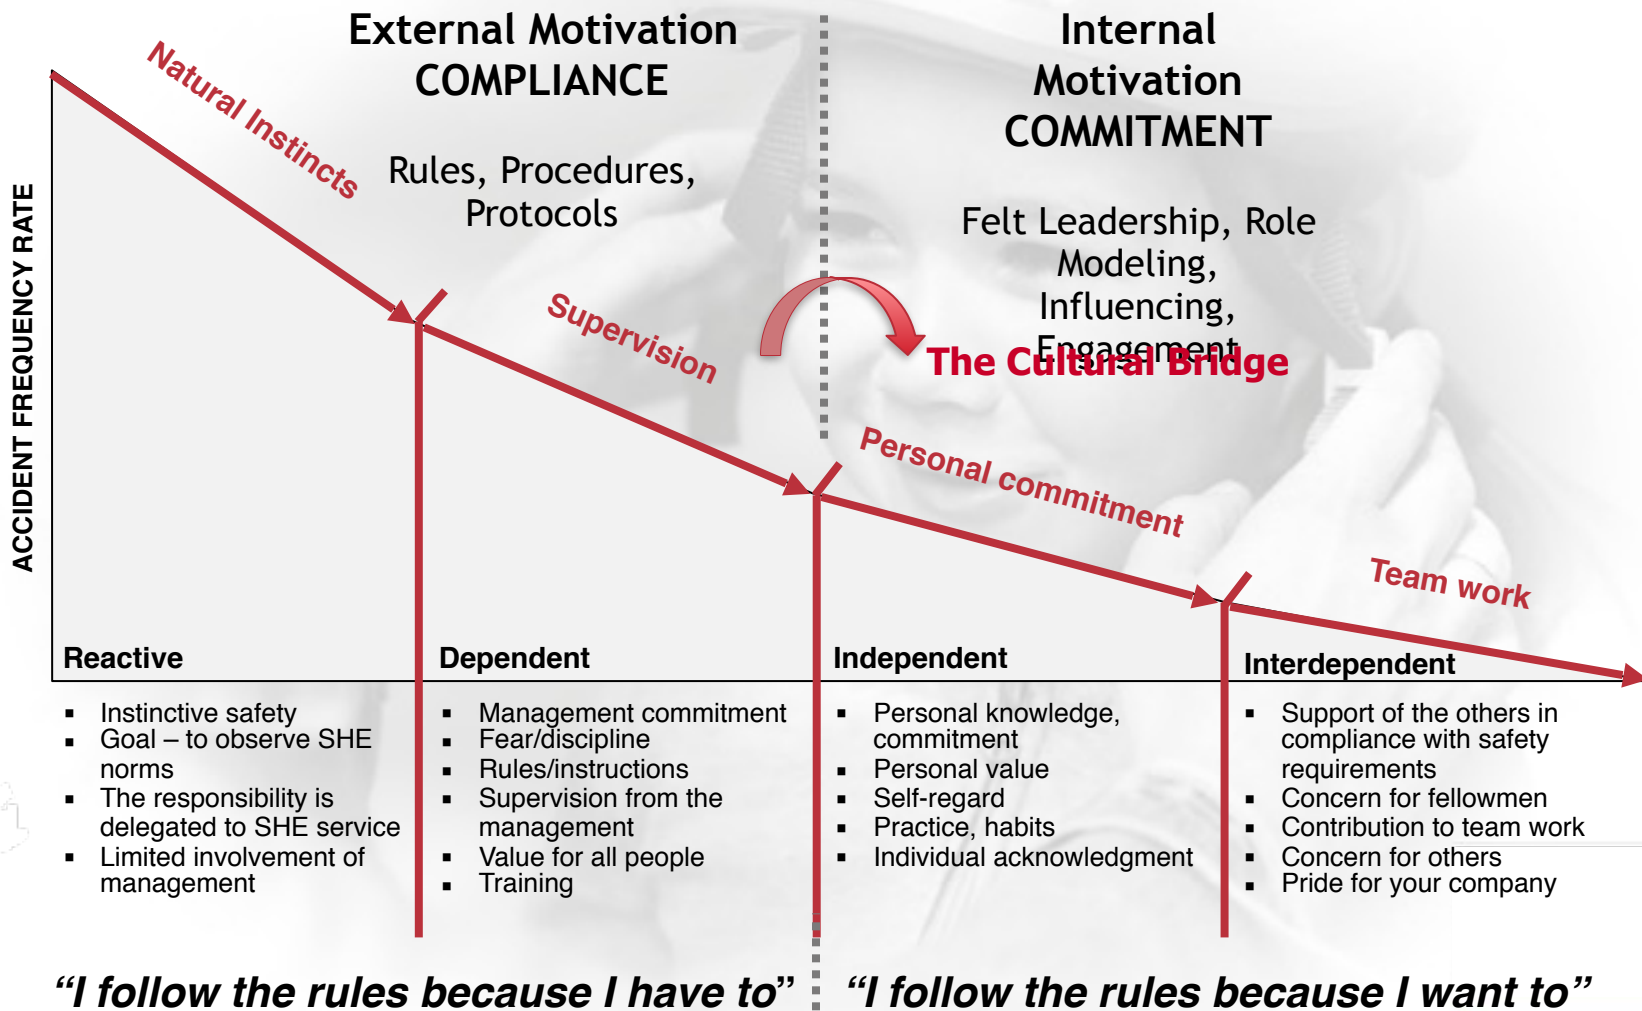 External Motivation
COMPLIANCE
Rules, Procedures,
Protocols
Internal
Motivation
COMMITMENT
Felt Leadership, Role
Modeling,
Influencing,
Engagement
The Cultural Bridge
ACCIDENT FREQUENCY RATE
Natural Instincts
Supervision
Personal commitment
Team work
Reactive
▪ Instinctive safety
▪ Goal – to observe SHE
norms
▪ The responsibility is
delegated to SHE service
▪ Limited involvement of
management
Dependent
▪ Management commitment
▪ Fear/discipline
▪ Rules/instructions
▪ Supervision from the
management
▪ Value for all people
▪ Training
Independent
▪ Personal knowledge,
commitment
▪ Personal value
▪ Self-regard
▪ Practice, habits
▪ Individual acknowledgment
Interdependent
▪ Support of the others in
compliance with safety
requirements
▪ Concern for fellowmen
▪ Contribution to team work
▪ Concern for others
▪ Pride for your company
“I follow the rules because I have to”
“I follow the rules because I want to”